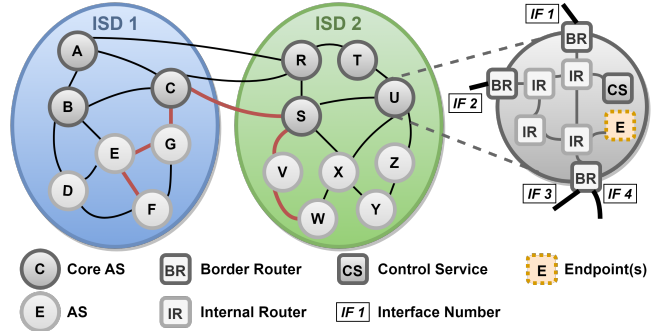 ISD 1
ISD 2
IF 1
A
R
T
BR
B
C
S
U
BR
IR
IR
CS
IF 2
E
G
IR
IR
E
D
F
V
X
Z
W
Y
IF 3
BR
IF 4
C Core AS
BR Border Router
CS Control Service
E Endpoint(s)
E AS
IR Internal Router
IF 1 Interface Number